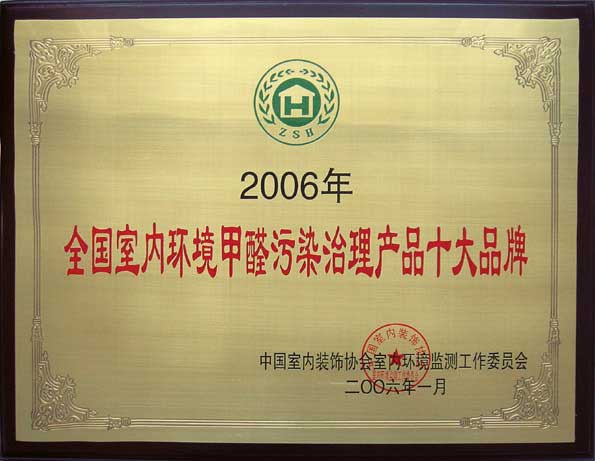 ZSH
2006年
全国室内环境甲醛污染治理产品十大品牌
中国室内装饰协会室内环境监测工作委员会
二〇〇六年一月